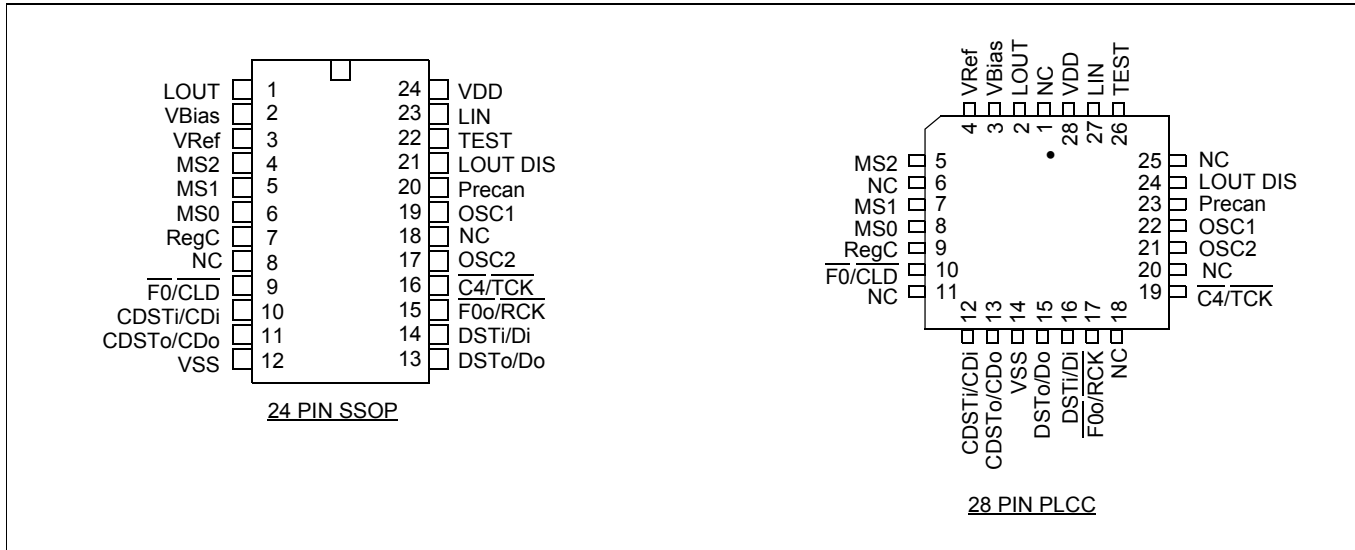 LOUT 1 24 VDD
VBias 2 23 LIN
VRef 3 22 TEST
MS2 4 21 LOUT DIS
MS1 5 20 Precan
MS0 6 19 OSC1
RegC 7 18 NC
NC 8 17 OSC2
F0/CLD 9 16 C4/TCK
CDSTi/CDi 10 15 F0o/RCK
CDSTo/CDo 11 14 DSTi/Di
VSS 12 13 DSTo/Do
24 PIN SSOP
VRef VBias LOUT NC VDD LIN TEST
4 3 2 1 28 27 26
MS2 5 25 NC
NC 6 24 LOUT DIS
MS1 7 23 Precan
MS0 8 22 OSC1
RegC 9 21 OSC2
F0/CLD 10 20 NC
NC 11 19 C4/TCK
12 13 14 15 16 17 18
CDSTi/CDi CDSTo/CDo VSS DSTo/Do DSTi/Di F0o/RCK NC
28 PIN PLCC